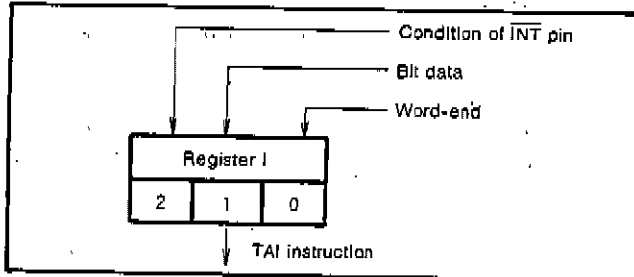 Condition of INT pin
Bit data
Word-end
Register I
2 1 0
TAI instruction